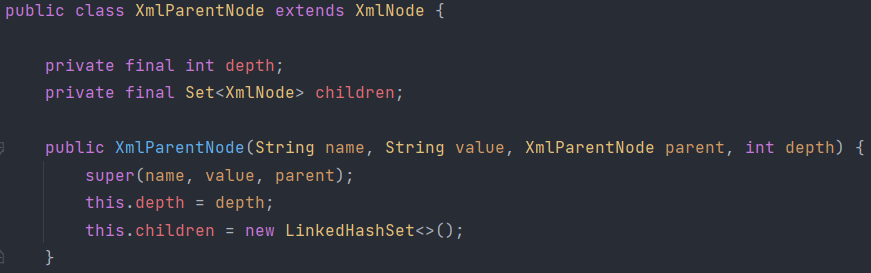 public class XmlParentNode extends XmlNode {
private final int depth;
private final Set<XmlNode> children;
public XmlParentNode(String name, String value, XmlParentNode parent, int depth) {
super(name, value, parent);
this.depth = depth;
this.children = new LinkedHashSet<>();
}